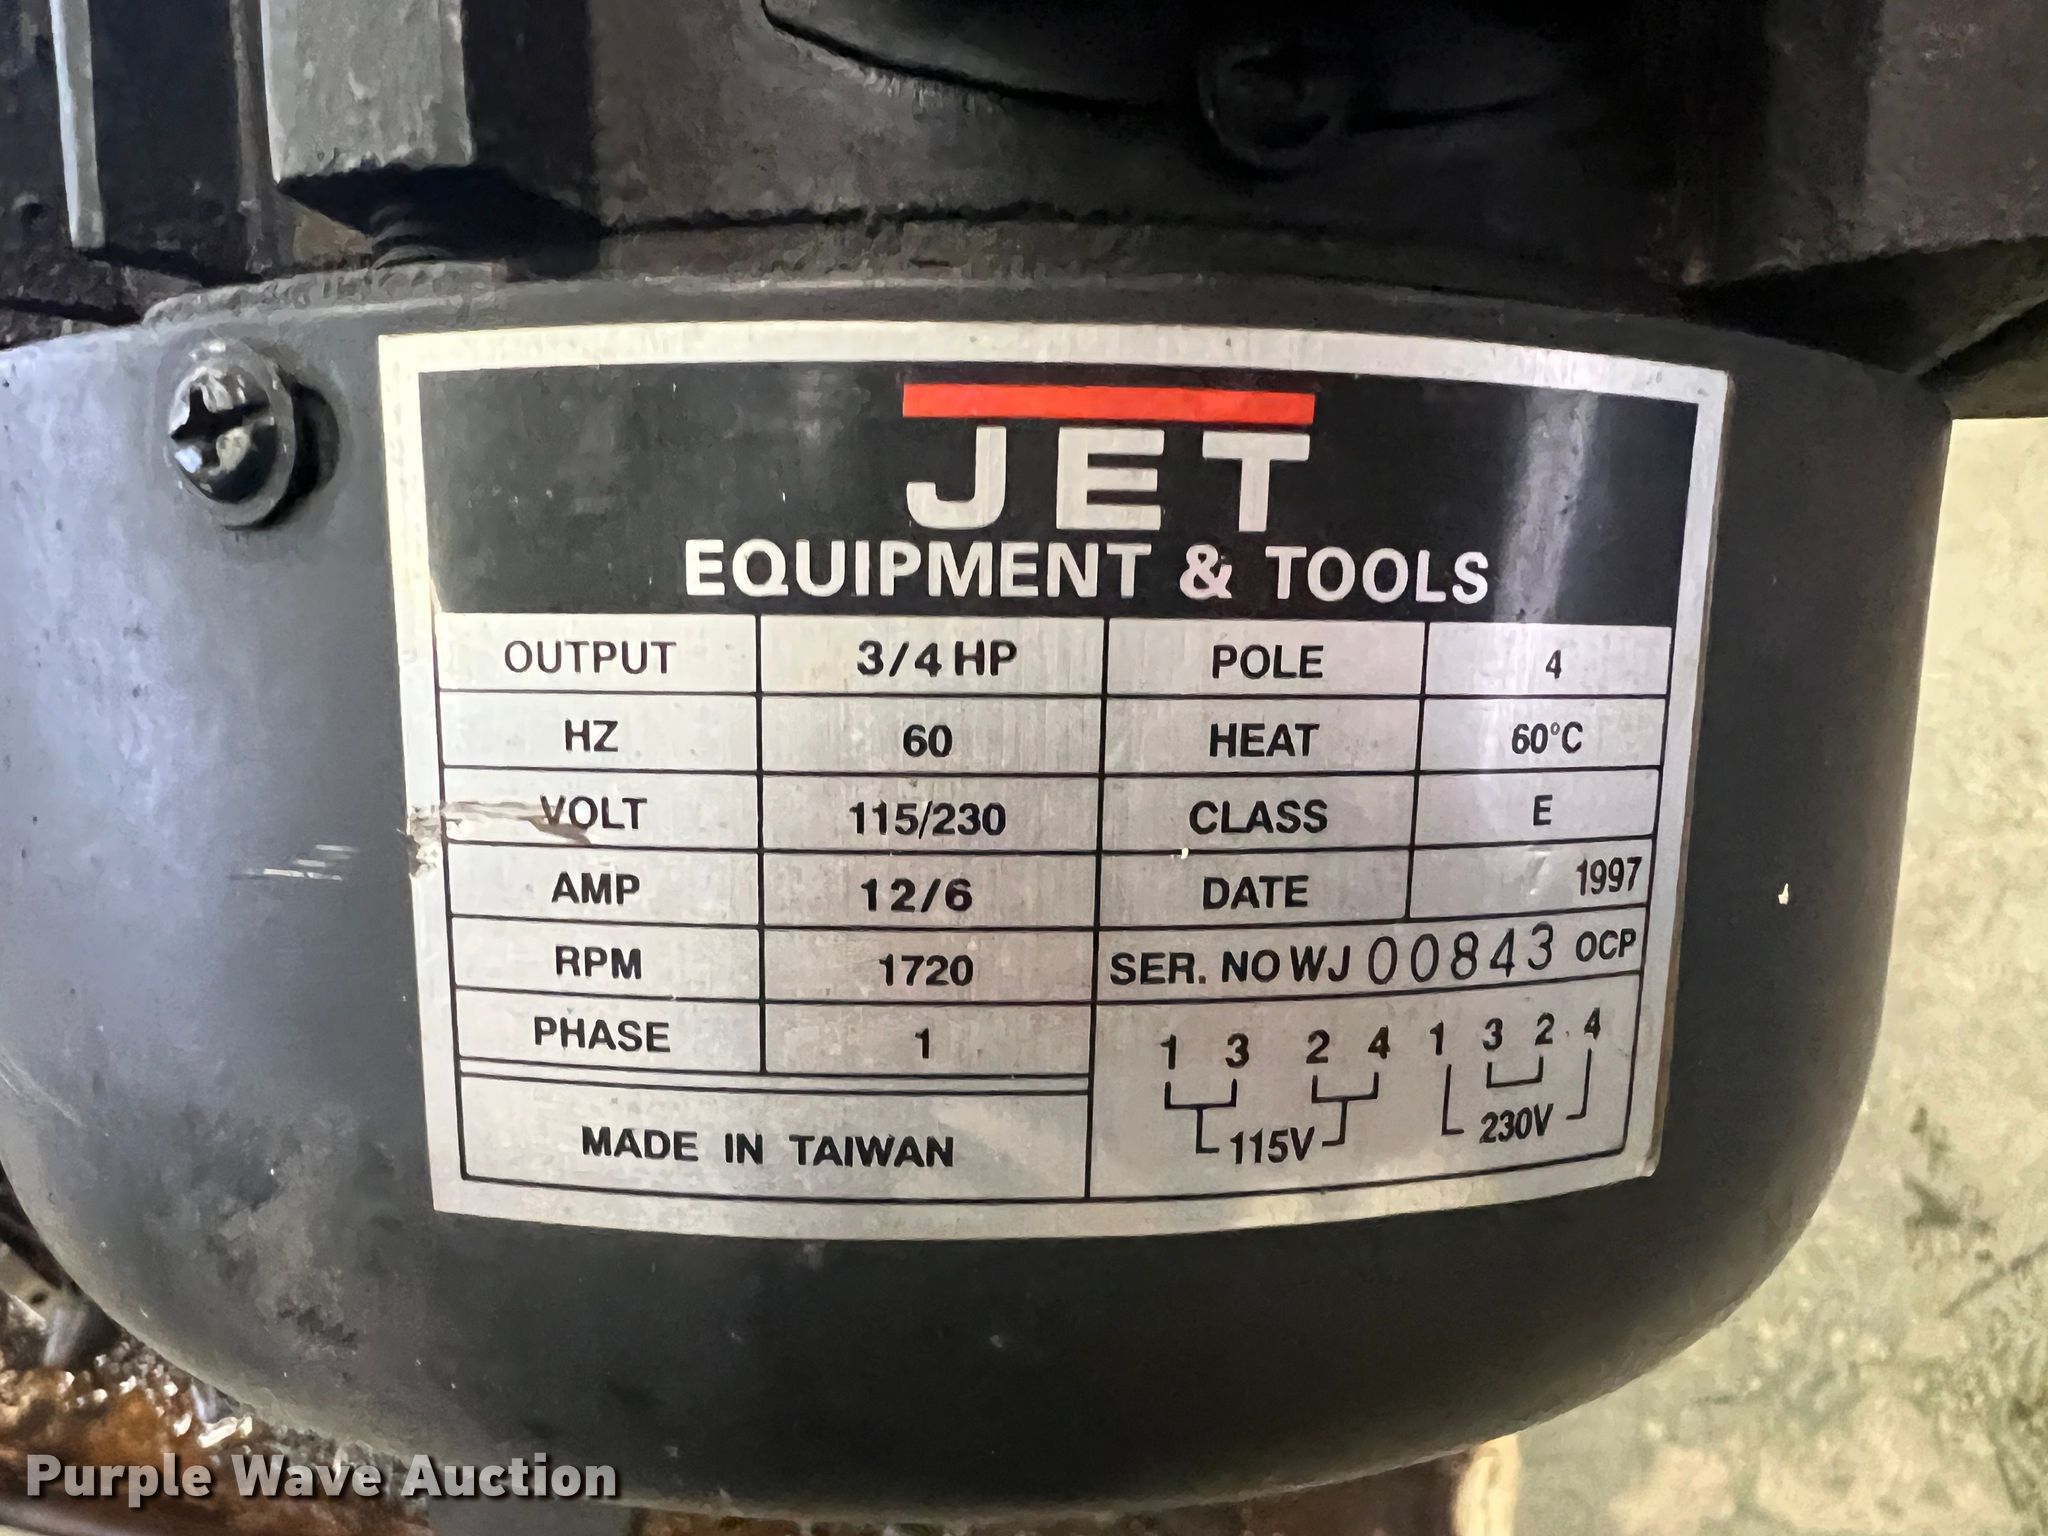 JET
EQUIPMENT & TOOLS
OUTPUT 3/4 HP POLE 4
HZ 60 HEAT 60°C
VOLT 115/230 CLASS E
AMP 12/6 DATE 1997
RPM 1720 SER. NO WJ 00843 OCP
PHASE 1
1 3 2 4 1 3 2 4
115V 230V
MADE IN TAIWAN
Purple Wave Auction